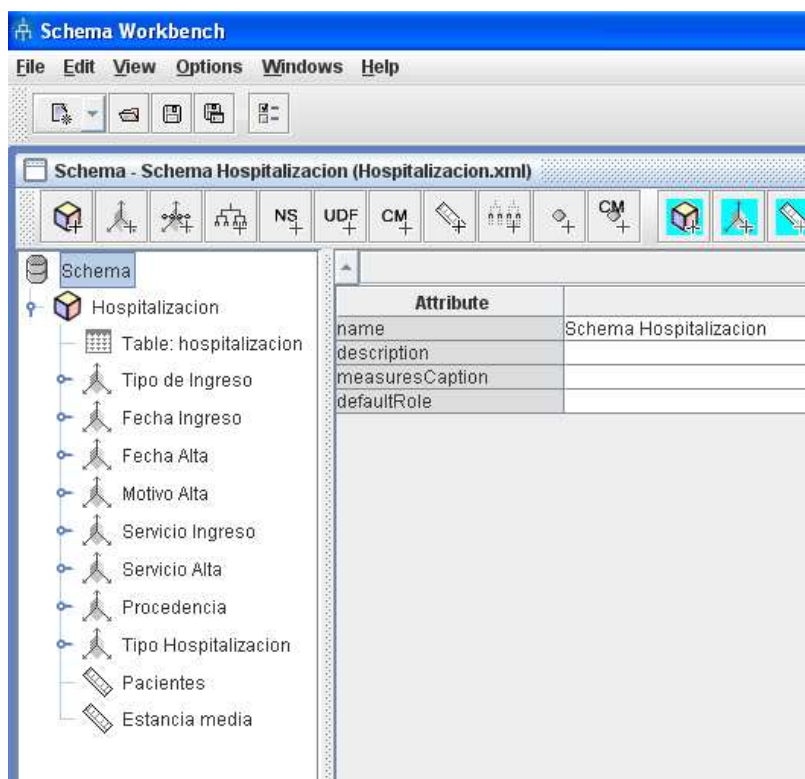 Schema Workbench
File Edit View Options Windows Help
Schema - Schema Hospitalizacion (Hospitalizacion.xml)
NS UDF CM CM
Schema
Hospitalizacion
Table: hospitalizacion
Tipo de Ingreso
Fecha Ingreso
Fecha Alta
Motivo Alta
Servicio Ingreso
Servicio Alta
Procedencia
Tipo Hospitalizacion
Pacientes
Estancia media
Attribute
name Schema Hospitalizacion
description
measuresCaption
defaultRole